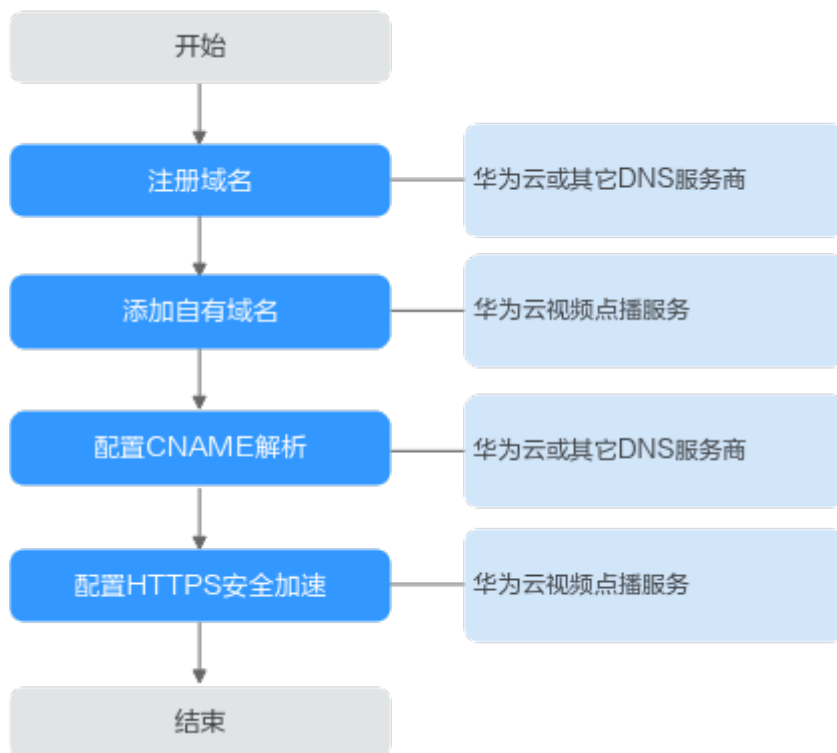 开始
注册域名
华为云或其它DNS服务商
添加自有域名
华为云视频点播服务
配置CNAME解析
华为云或其它DNS服务商
配置HTTPS安全加速
华为云视频点播服务
结束